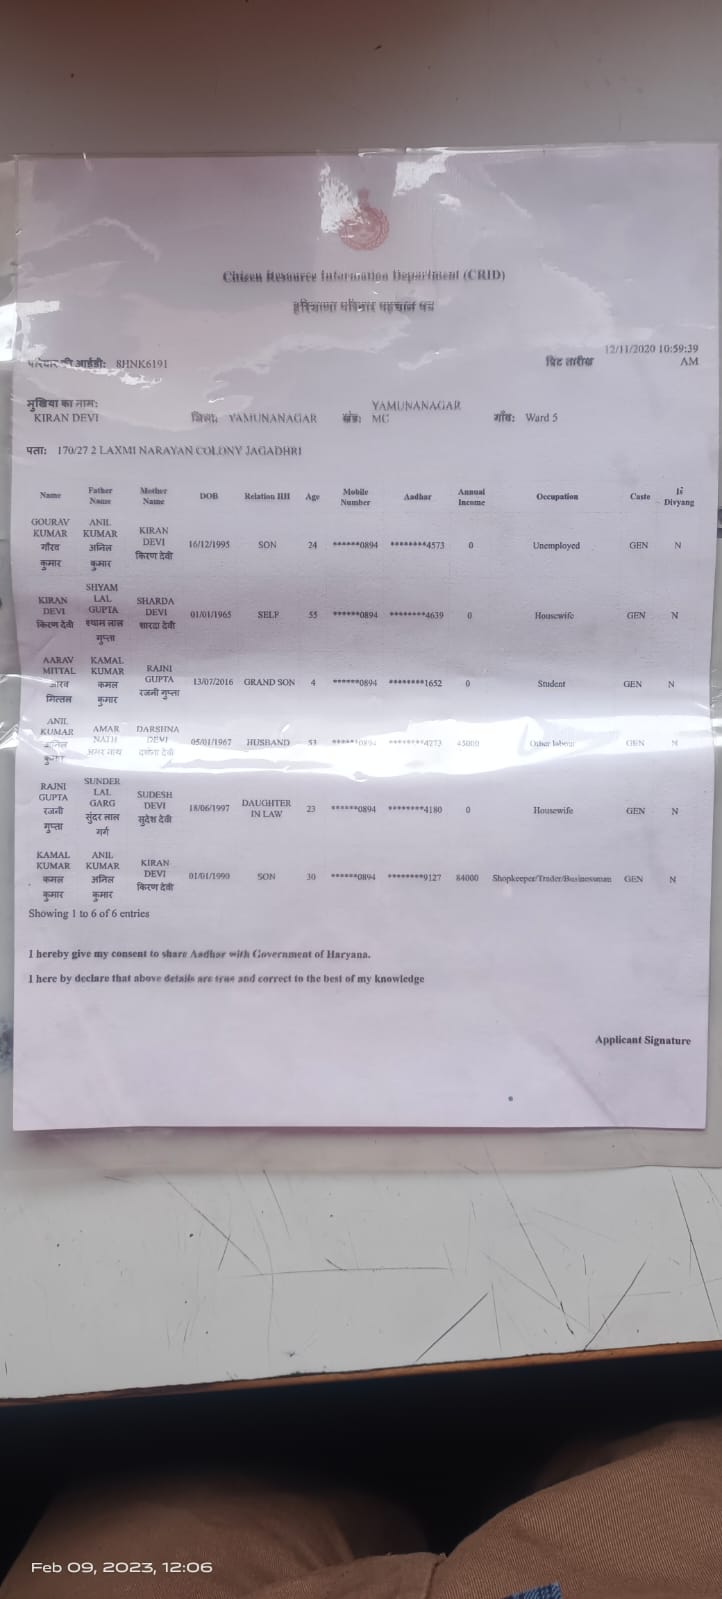 Citizen Resource Information Department (CRID)
हरियाणा परिवार पहचान पत्र
परिवार की आईडी: 8HNK6191
प्रिंट तारीख 12/11/2020 10:59:39 AM
मुखिया का नाम: KIRAN DEVI
जिला: YAMUNANAGAR
खंड: YAMUNANAGAR MC
गाँव: Ward 5
पता: 170/27 2 LAXMI NARAYAN COLONY JAGADHRI
Name Father Name Mother Name DOB Relation HH Age Mobile Number Aadhar Annual Income Occupation Caste Is Divyang
GOURAV KUMAR गौरव कुमार ANIL KUMAR अनिल कुमार KIRAN DEVI किरण देवी 16/12/1995 SON 24 ******0894 ********4573 0 Unemployed GEN N
KIRAN DEVI किरण देवी SHYAM LAL GUPTA श्याम लाल गुप्ता SHARDA DEVI शारदा देवी 01/01/1965 SELF 55 ******0894 ********4639 0 Housewife GEN N
AARAV MITTAL आरव मित्तल KAMAL KUMAR कमल कुमार RAJNI GUPTA रजनी गुप्ता 13/07/2016 GRAND SON 4 ******0894 ********1652 0 Student GEN N
ANIL KUMAR अनिल कुमार AMAR NATH अमर नाथ DARSHNA DEVI दर्शना देवी 05/01/1967 HUSBAND 53 ******0894 ********4273 45000 Other labour GEN N
RAJNI GUPTA रजनी गुप्ता SUNDER LAL GARG सुंदर लाल गर्ग SUDESH DEVI सुदेश देवी 18/06/1997 DAUGHTER IN LAW 23 ******0894 ********4180 0 Housewife GEN N
KAMAL KUMAR कमल कुमार ANIL KUMAR अनिल कुमार KIRAN DEVI किरण देवी 01/01/1990 SON 30 ******0894 ********9127 84000 Shopkeeper/Trader/Businessman GEN N
Showing 1 to 6 of 6 entries
I hereby give my consent to share Aadhar with Government of Haryana.
I here by declare that above details are true and correct to the best of my knowledge
Applicant Signature
Feb 09, 2023, 12:06